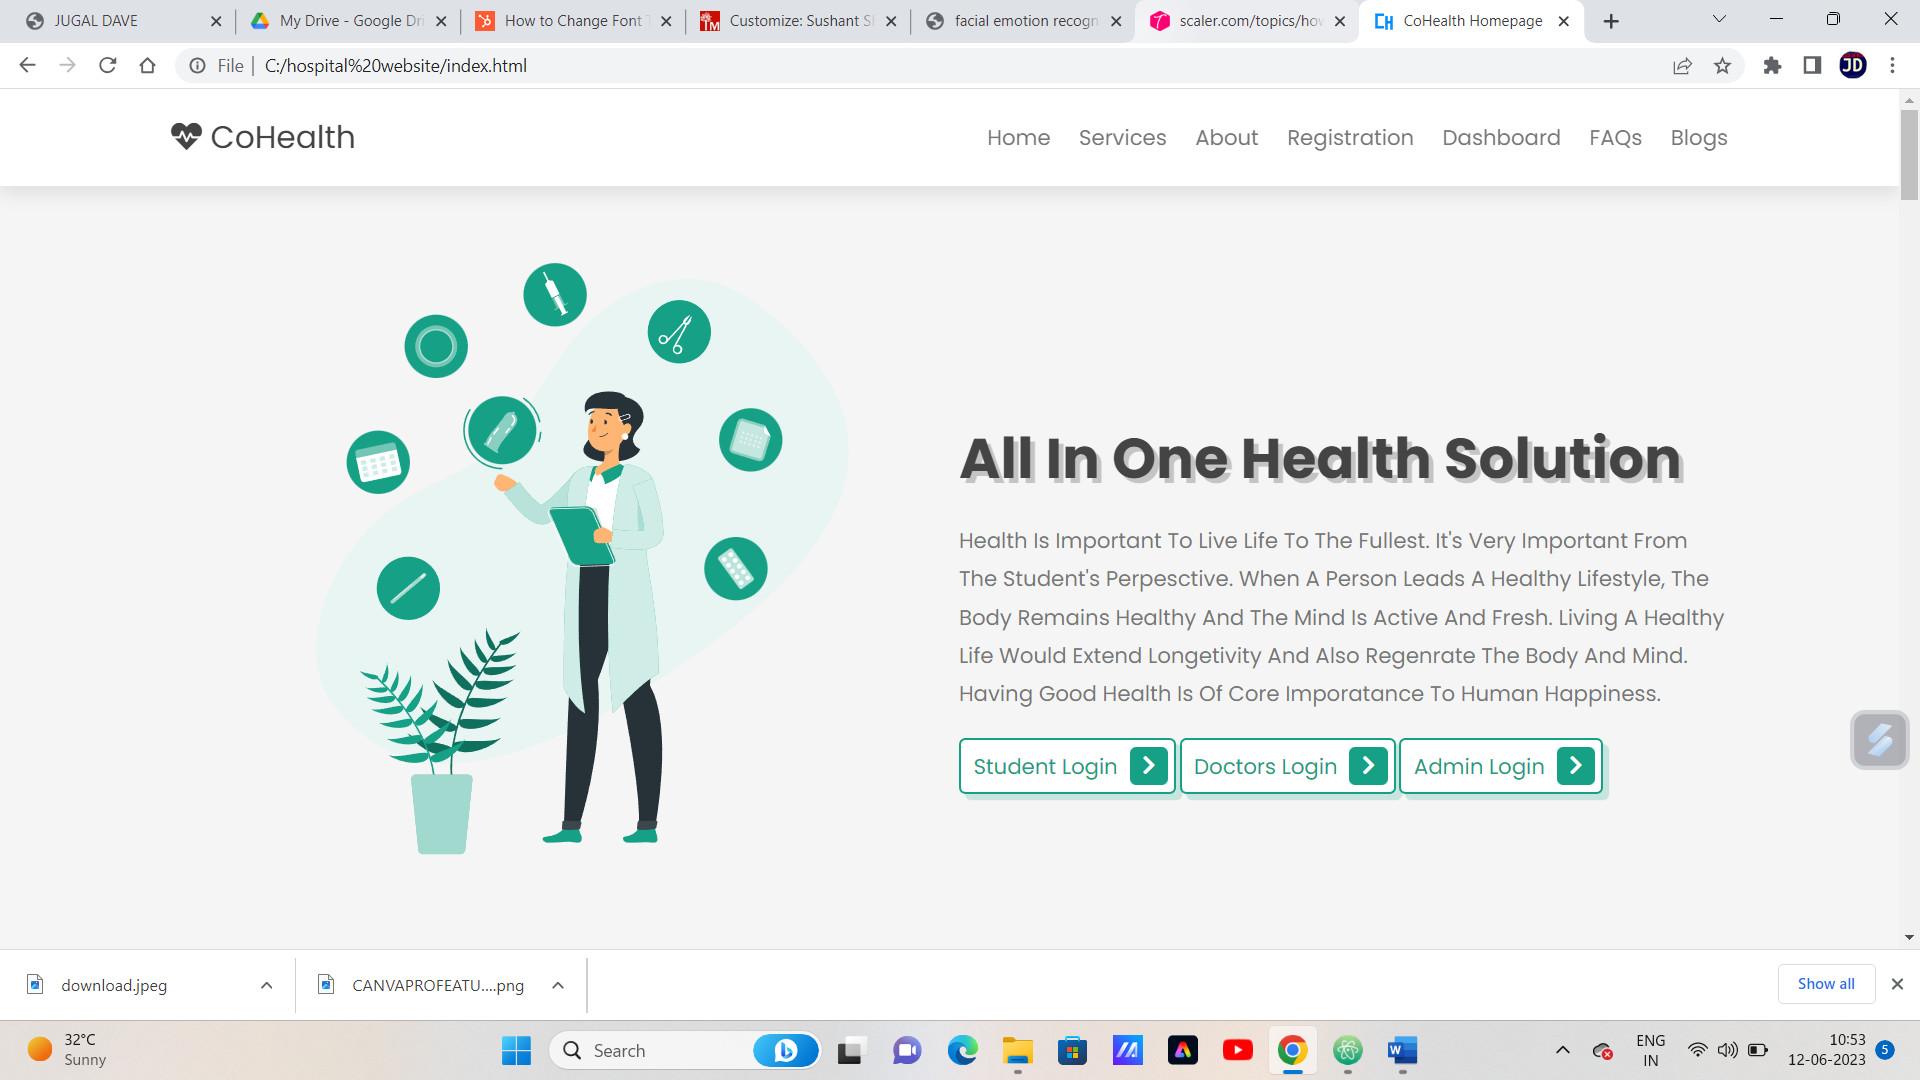 JUGAL DAVE
My Drive - Google Dri
How to Change Font T
Customize: Sushant S
facial emotion recogn
scaler.com/topics/how
CoHealth Homepage
File
C:/hospital%20website/index.html
JD
CoHealth
Home Services About Registration Dashboard FAQs Blogs
All In One Health Solution
Health Is Important To Live Life To The Fullest. It's Very Important From
The Student's Perpesctive. When A Person Leads A Healthy Lifestyle, The
Body Remains Healthy And The Mind Is Active And Fresh. Living A Healthy
Life Would Extend Longetivity And Also Regenrate The Body And Mind.
Having Good Health Is Of Core Imporatance To Human Happiness.
Student Login
Doctors Login
Admin Login
download.jpeg
CANVAPROFEATU....png
Show all
32°C
Sunny
Search
ENG
IN
10:53
12-06-2023
5